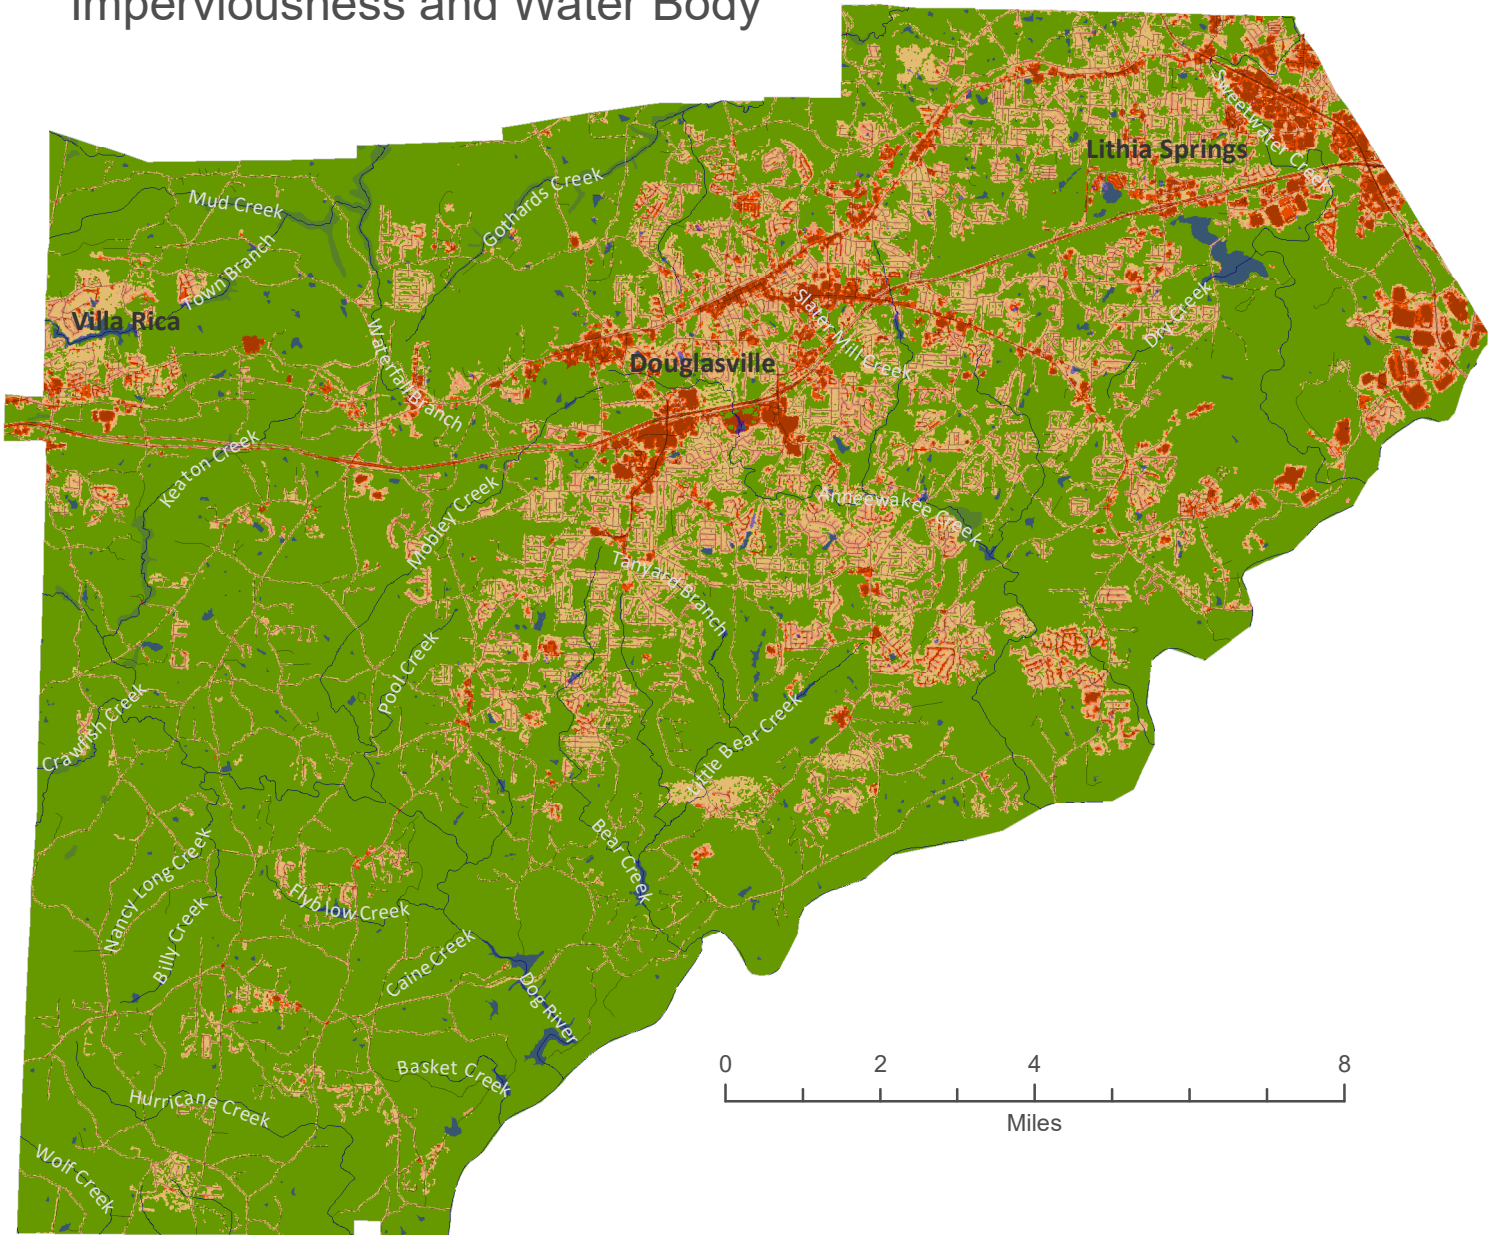 Imperviousness and Water Body
Sweetwater Creek
Lithia Springs
Mud Creek
Gothards Creek
Town Branch
Villa Rica
Waterfall Branch
Slater Mill Creek
Dry Creek
Douglasville
Keaton Creek
Mobley Creek
Anneewakee Creek
Tanyard Branch
Pool Creek
Crawfish Creek
Little Bear Creek
Bear Creek
Nancy Long Creek
Billy Creek
Flyblow Creek
Caine Creek
Dog River
Basket Creek
Hurricane Creek
Wolf Creek
0 2 4 8
Miles